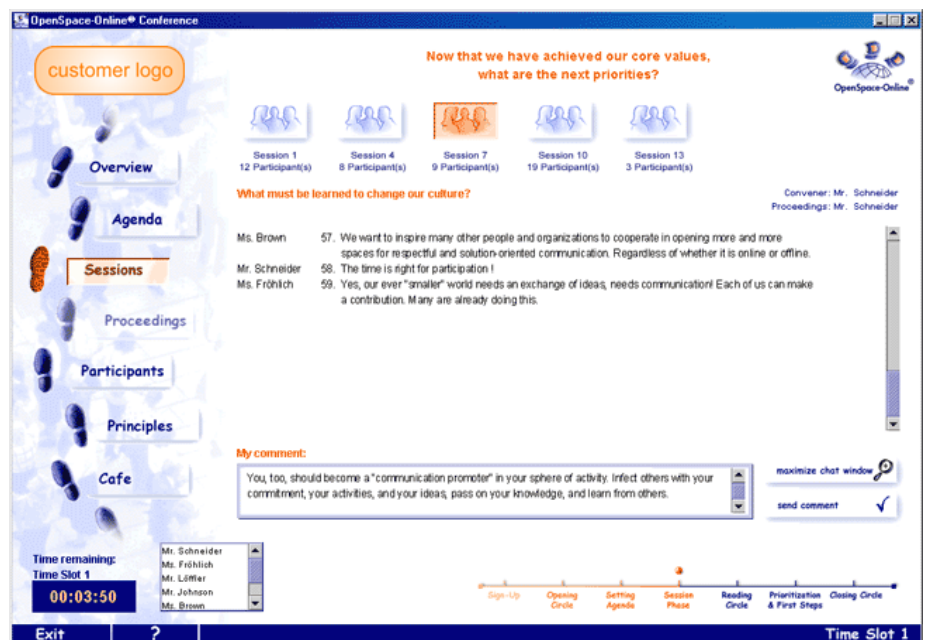 OpenSpace-Online® Conference
customer logo
Now that we have achieved our core values,
what are the next priorities?
OpenSpace-Online®
Session 1
12 Participant(s)
Session 4
8 Participant(s)
Session 7
9 Participant(s)
Session 10
19 Participant(s)
Session 13
3 Participant(s)
Overview
Agenda
Sessions
Proceedings
Participants
Principles
Cafe
What must be learned to change our culture?
Convener: Mr. Schneider
Proceedings: Mr. Schneider
Ms. Brown 57. We want to inspire many other people and organizations to cooperate in opening more and more
spaces for respectful and solution-oriented communication. Regardless of whether it is online or offline.
Mr. Schneider 58. The time is right for participation !
Ms. Fröhlich 59. Yes, our ever "smaller" world needs an exchange of ideas, needs communication! Each of us can make
a contribution. Many are already doing this.
My comment:
You, too, should become a "communication promoter" in your sphere of activity. Infect others with your
commitment, your activities, and your ideas, pass on your knowledge, and learn from others.
maximize chat window
send comment
Time remaining:
Time Slot 1
00:03:50
Mr. Schneider
Ms. Fröhlich
Mr. Löffler
Mr. Johnson
Ms. Brown
Sign-Up
Opening
Circle
Setting
Agenda
Session
Phase
Reading
Circle
Prioritization
& First Steps
Closing Circle
Exit ? Time Slot 1